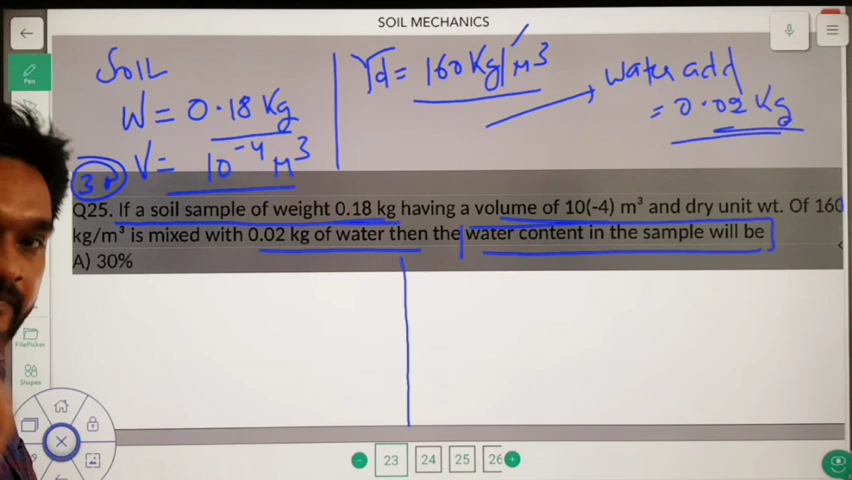 SOIL MECHANICS
SOIL
W = 0.18 Kg
V = 10⁻⁴ M³
γd = 160 Kg/M³
water add
= 0.02 Kg
Pen
Q25. If a soil sample of weight 0.18 kg having a volume of 10(-4) m³ and dry unit wt. Of 160
kg/m³ is mixed with 0.02 kg of water then the water content in the sample will be
A) 30%
FilePicker
Shapes
23 24 25 26